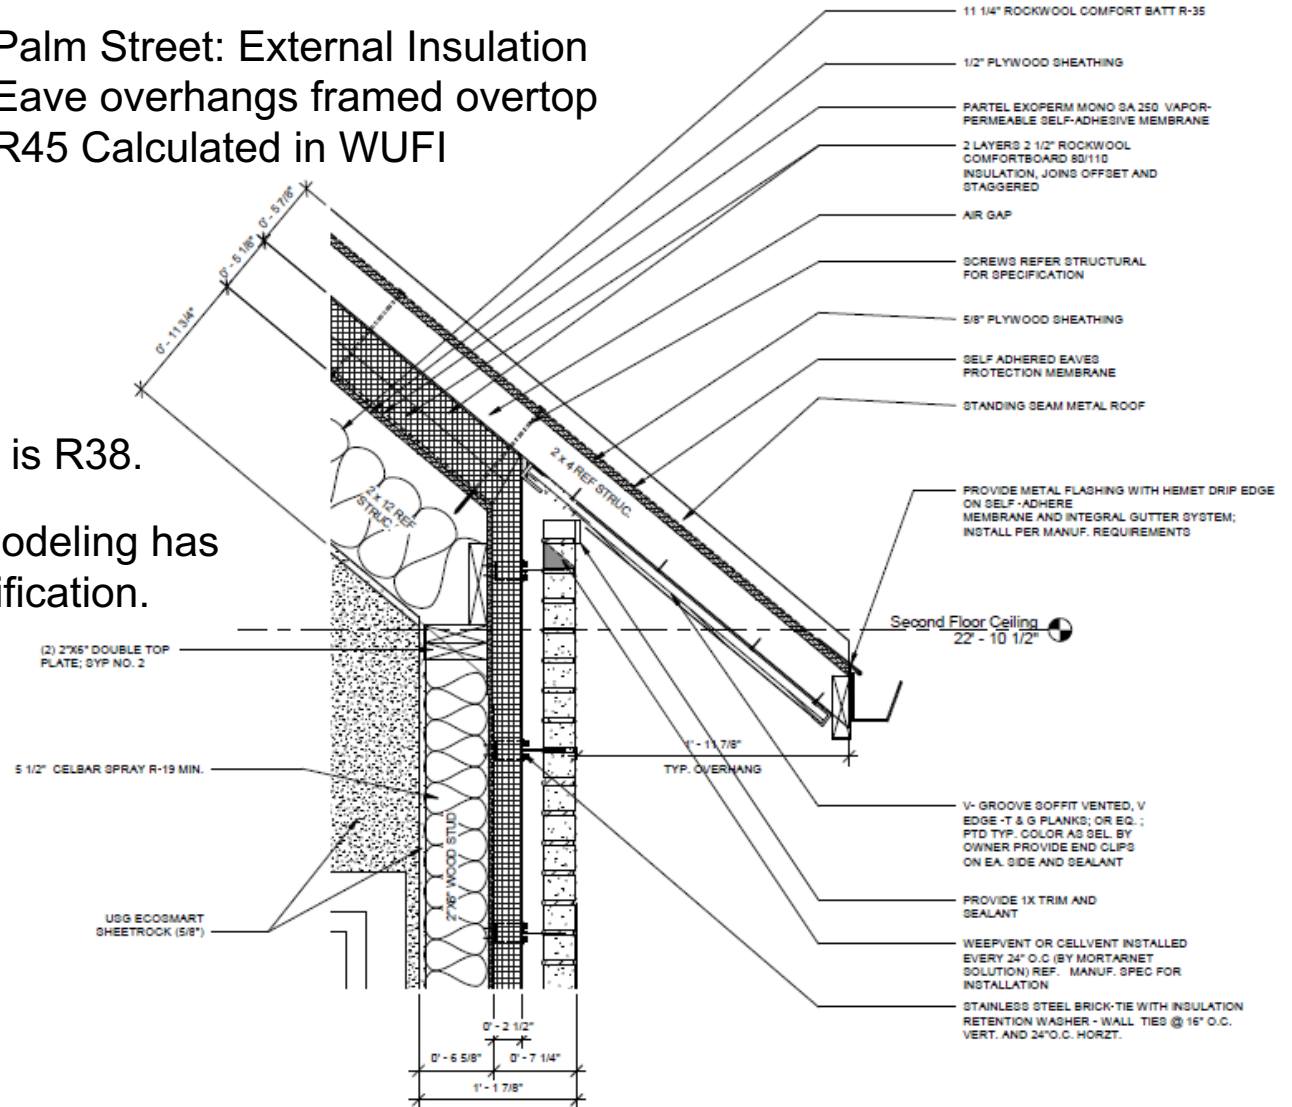 Palm Street: External Insulation
Eave overhangs framed overtop
R45 Calculated in WUFI
is R38.
odeling has
ification.
11 1/4" ROCKWOOL COMFORT BATT R-35
1/2" PLYWOOD SHEATHING
PARTEL EXOPERM MONO SA 250 VAPOR-
PERMEABLE SELF-ADHESIVE MEMBRANE
2 LAYERS 2 1/2" ROCKWOOL
COMFORTBOARD 80/110
INSULATION, JOINS OFFSET AND
STAGGERED
AIR GAP
SCREWS REFER STRUCTURAL
FOR SPECIFICATION
5/8" PLYWOOD SHEATHING
SELF ADHERED EAVES
PROTECTION MEMBRANE
STANDING SEAM METAL ROOF
PROVIDE METAL FLASHING WITH HEMET DRIP EDGE
ON SELF -ADHERE
MEMBRANE AND INTEGRAL GUTTER SYSTEM;
INSTALL PER MANUF. REQUIREMENTS
Second Floor Ceiling
22' - 10 1/2"
V- GROOVE SOFFIT VENTED, V
EDGE -T & G PLANKS; OR EQ. ;
PTD TYP. COLOR AS SEL. BY
OWNER PROVIDE END CLIPS
ON EA. SIDE AND SEALANT
PROVIDE 1X TRIM AND
SEALANT
WEEPVENT OR CELLVENT INSTALLED
EVERY 24" O.C (BY MORTARNET
SOLUTION) REF. MANUF. SPEC FOR
INSTALLATION
STAINLESS STEEL BRICK-TIE WITH INSULATION
RETENTION WASHER - WALL TIES @ 16" O.C.
VERT. AND 24"O.C. HORZT.
0' - 5 7/8"
0' - 5 1/8"
0' - 11 3/4"
2 x 4 REF STRUC.
2 x 12 REF
STRUC.
(2) 2"X6" DOUBLE TOP
PLATE; SYP NO. 2
5 1/2" CELBAR SPRAY R-19 MIN.
2"X6" WOOD STUD
USG ECOSMART
SHEETROCK (5/8")
1' - 11 7/8"
TYP. OVERHANG
0' - 2 1/2"
0' - 6 5/8"
0' - 7 1/4"
1' - 1 7/8"